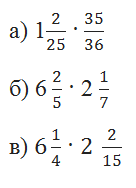 а) 1 2/25 · 35/36
б) 6 2/5 · 2 1/7
в) 6 1/4 · 2 2/15